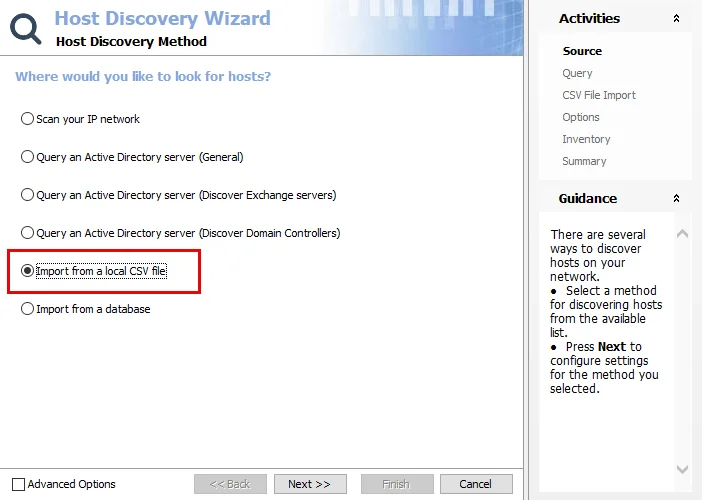 Host Discovery Wizard
Host Discovery Method
Where would you like to look for hosts?
Scan your IP network
Query an Active Directory server (General)
Query an Active Directory server (Discover Exchange servers)
Query an Active Directory server (Discover Domain Controllers)
Import from a local CSV file
Import from a database
Advanced Options
<< Back
Next >>
Finish
Cancel
Activities
Source
Query
CSV File Import
Options
Inventory
Summary
Guidance
There are several
ways to discover
hosts on your
network.
● Select a method
for discovering hosts
from the available
list.
● Press Next to
configure settings
for the method you
selected.